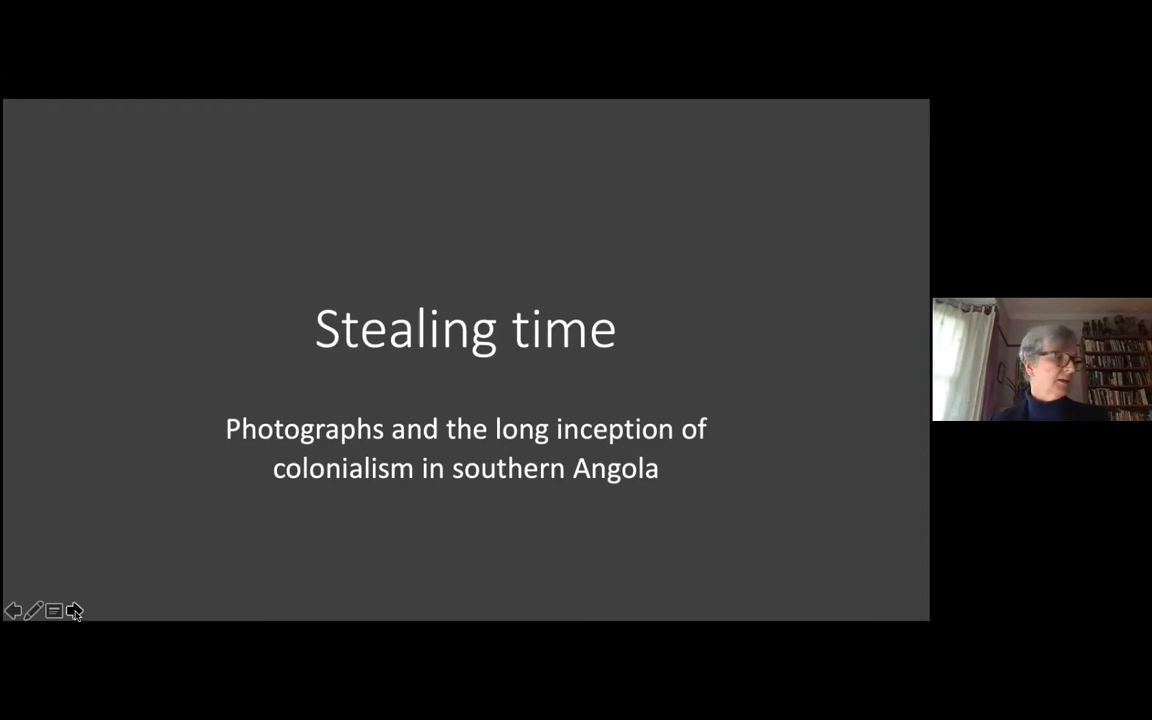 Stealing time
Photographs and the long inception of
colonialism in southern Angola